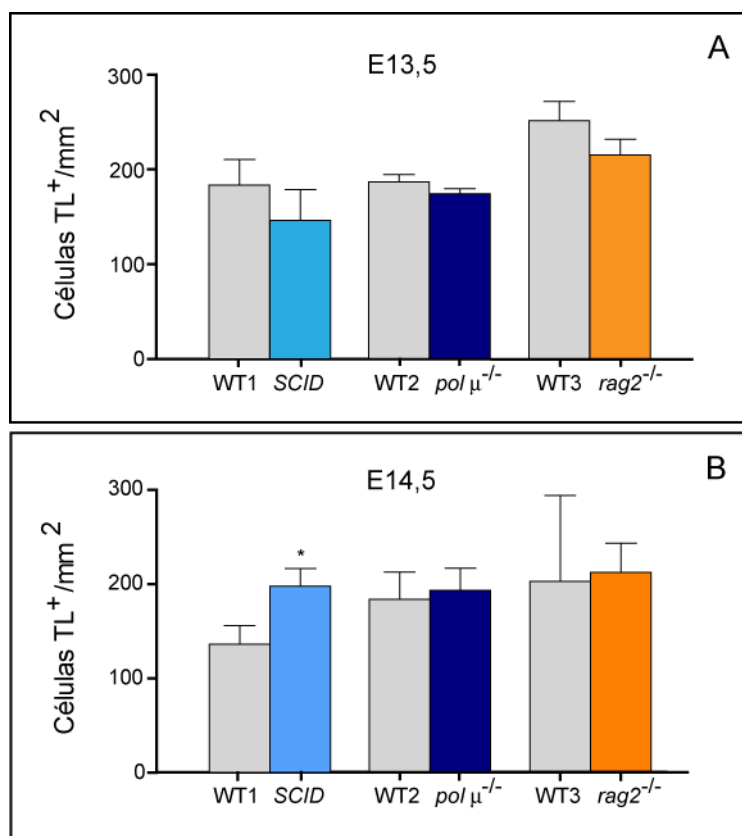 A
E13,5
Células TL⁺/mm²
300
200
100
0
WT1 SCID WT2 pol μ⁻/⁻ WT3 rag2⁻/⁻
B
E14,5
Células TL⁺/mm²
300
200
100
0
*
WT1 SCID WT2 pol μ⁻/⁻ WT3 rag2⁻/⁻